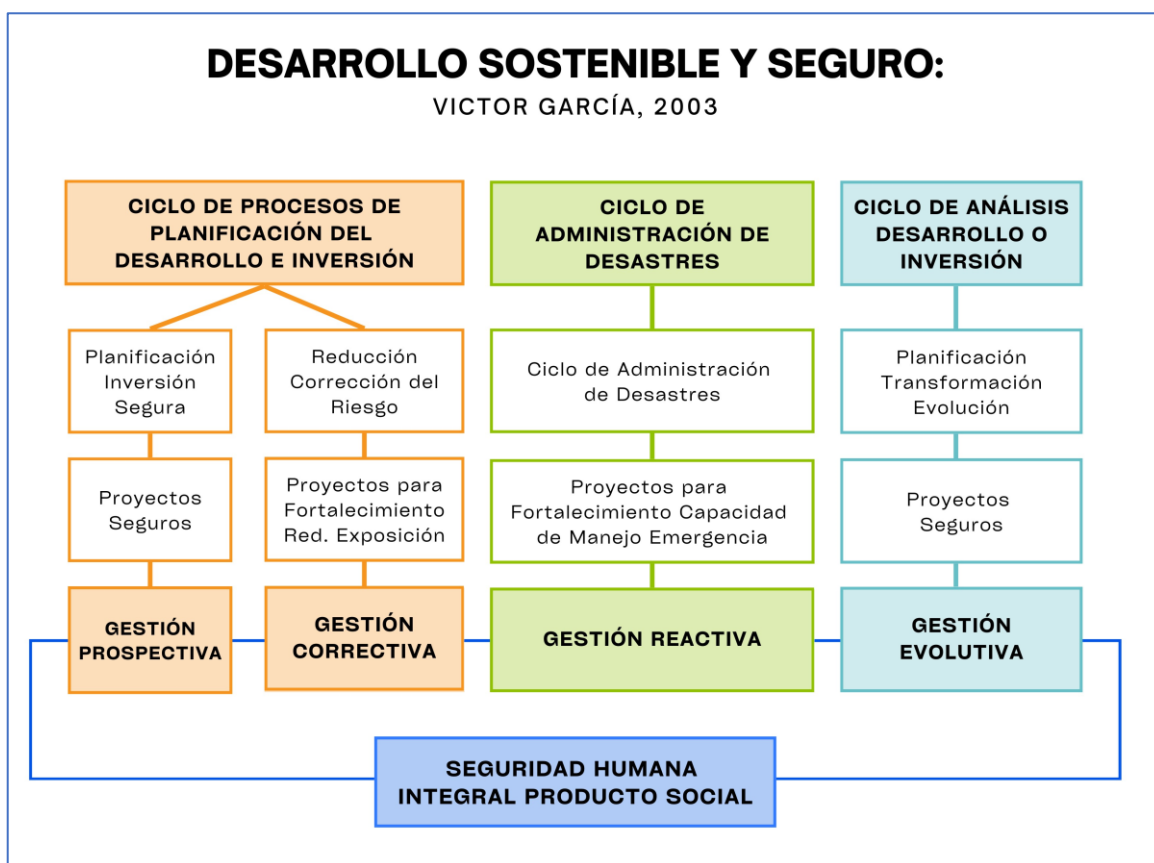 DESARROLLO SOSTENIBLE Y SEGURO:
VICTOR GARCÍA, 2003
CICLO DE PROCESOS DE
PLANIFICACIÓN DEL
DESARROLLO E INVERSIÓN
CICLO DE
ADMINISTRACIÓN DE
DESASTRES
CICLO DE ANÁLISIS
DESARROLLO O
INVERSIÓN
Planificación
Inversión
Segura
Reducción
Corrección del
Riesgo
Ciclo de Administración
de Desastres
Planificación
Transformación
Evolución
Proyectos
Seguros
Proyectos para
Fortalecimiento
Red. Exposición
Proyectos para
Fortalecimiento Capacidad
de Manejo Emergencia
Proyectos
Seguros
GESTIÓN
PROSPECTIVA
GESTIÓN
CORRECTIVA
GESTIÓN REACTIVA
GESTIÓN
EVOLUTIVA
SEGURIDAD HUMANA
INTEGRAL PRODUCTO SOCIAL